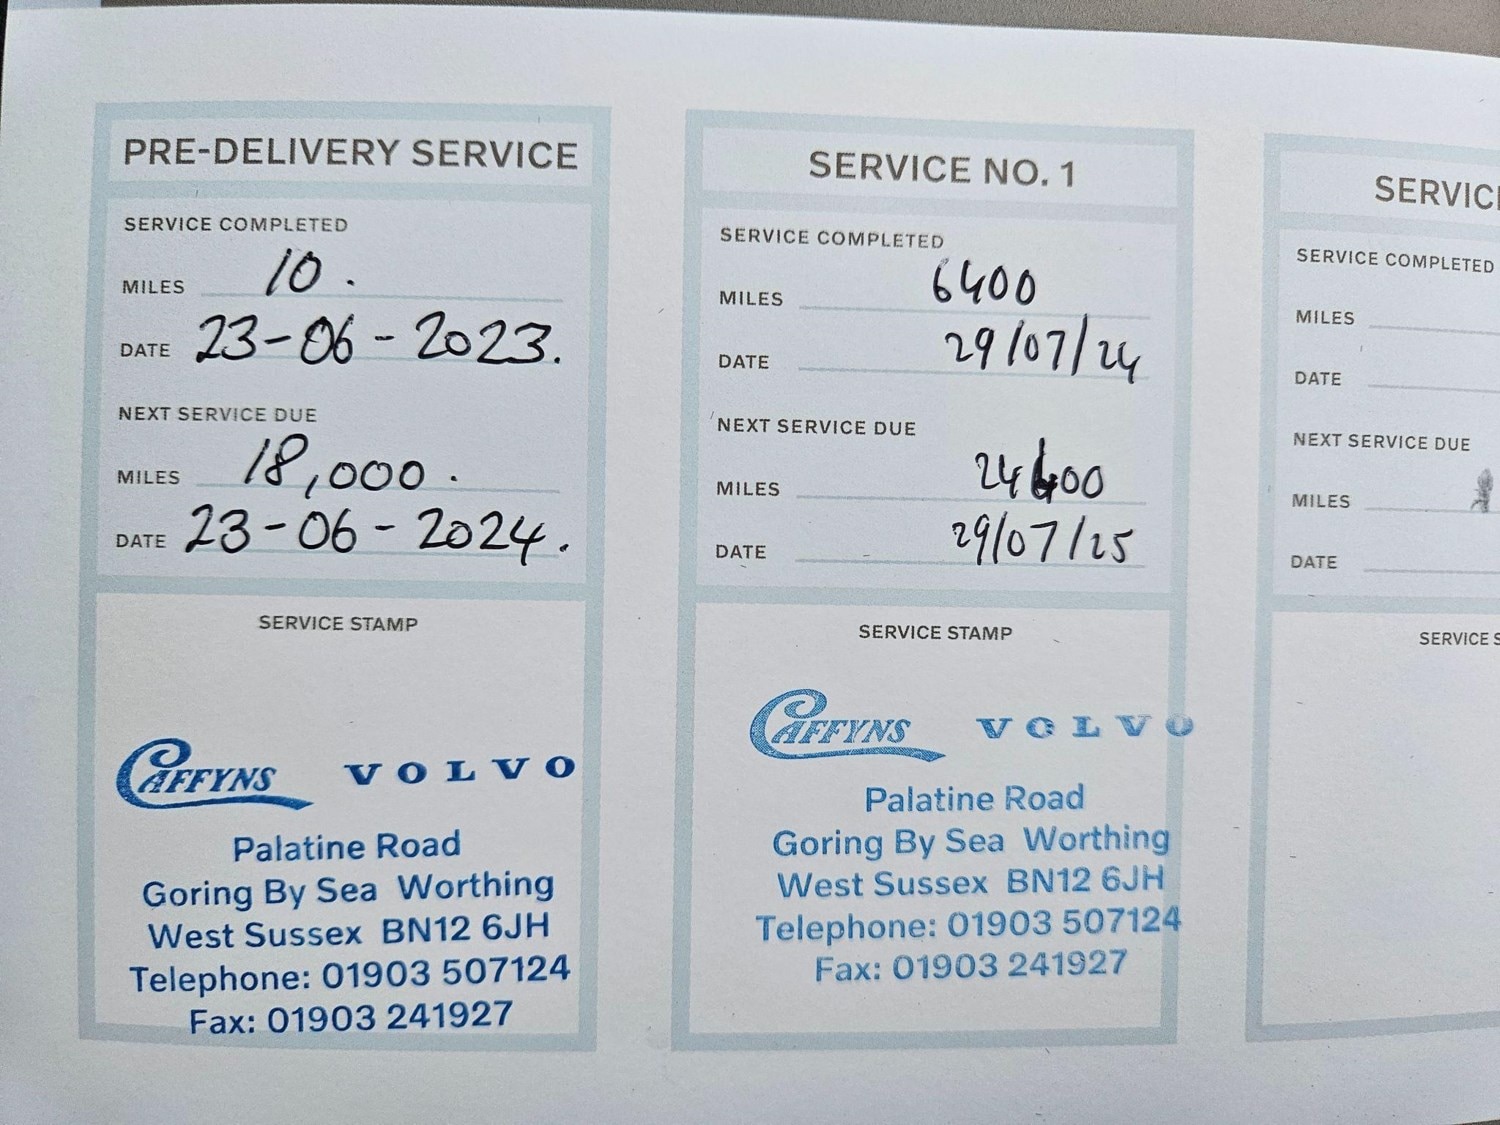 PRE-DELIVERY SERVICE
SERVICE COMPLETED
MILES 10.
DATE 23-06-2023.
NEXT SERVICE DUE
MILES 18,000.
DATE 23-06-2024.
SERVICE STAMP
CAFFYNS VOLVO
Palatine Road
Goring By Sea Worthing
West Sussex BN12 6JH
Telephone: 01903 507124
Fax: 01903 241927
SERVICE NO. 1
SERVICE COMPLETED
MILES 6400
DATE 29/07/24
NEXT SERVICE DUE
MILES 24400
DATE 29/07/25
SERVICE STAMP
CAFFYNS VOLVO
Palatine Road
Goring By Sea Worthing
West Sussex BN12 6JH
Telephone: 01903 507124
Fax: 01903 241927
SERVIC
SERVICE COMPLETED
MILES
DATE
NEXT SERVICE DUE
MILES
DATE
SERVICE S